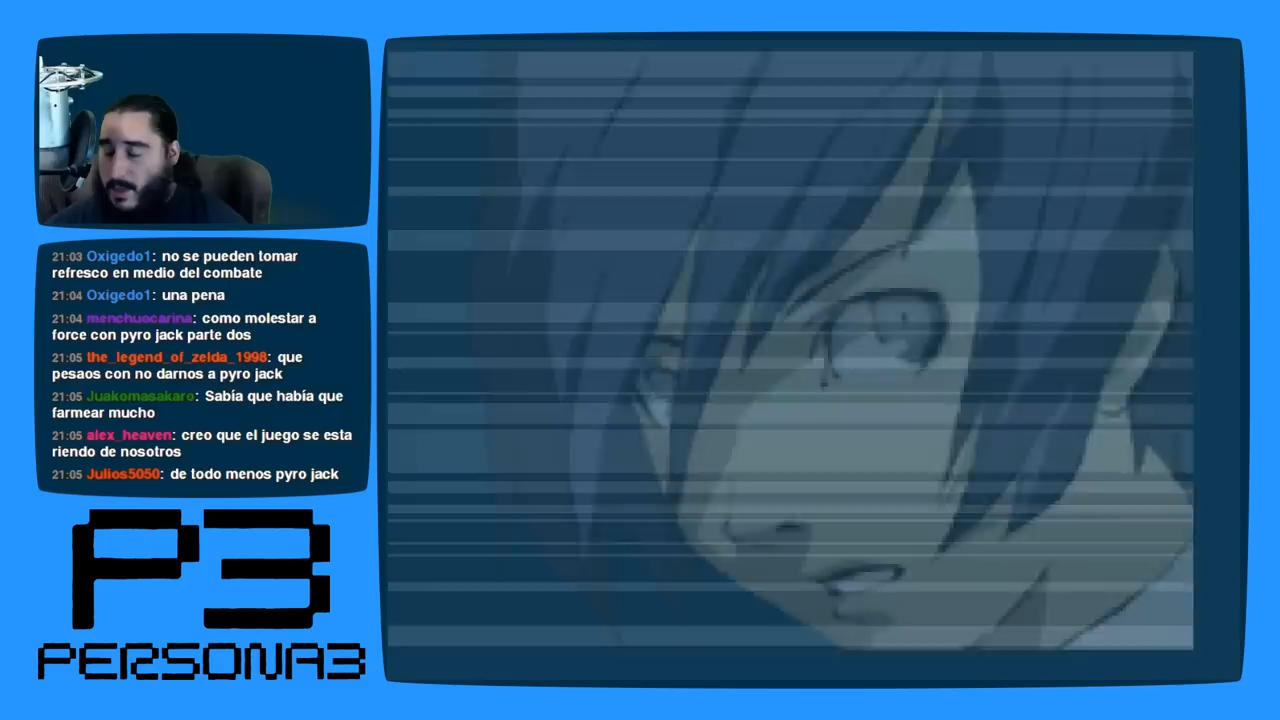 21:03 Oxigedo1: no se pueden tomar
refresco en medio del combate
21:04 Oxigedo1: una pena
21:04 menchuocarina: como molestar a
force con pyro jack parte dos
21:05 the_legend_of_zelda_1998: que
pesaos con no darnos a pyro jack
21:05 Juakomasakaro: Sabía que había que
farmear mucho
21:05 alex_heaven: creo que el juego se esta
riendo de nosotros
21:05 Julios5050: de todo menos pyro jack
P3
PERSONA3